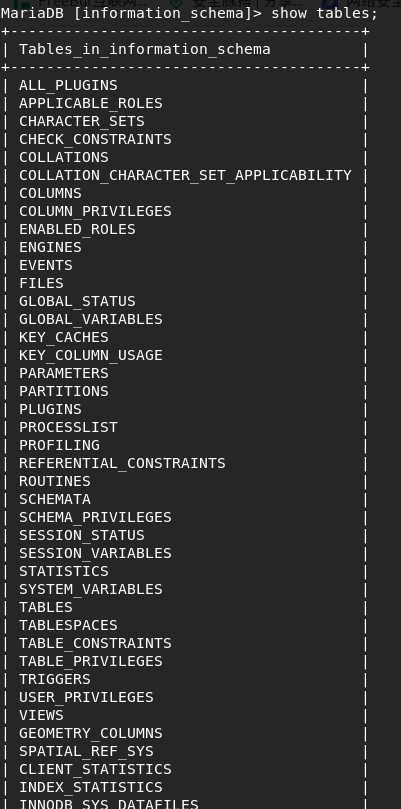 MariaDB [information_schema]> show tables;
+---------------------------------------+
| Tables_in_information_schema          |
+---------------------------------------+
| ALL_PLUGINS                           |
| APPLICABLE_ROLES                      |
| CHARACTER_SETS                        |
| CHECK_CONSTRAINTS                     |
| COLLATIONS                            |
| COLLATION_CHARACTER_SET_APPLICABILITY |
| COLUMNS                               |
| COLUMN_PRIVILEGES                     |
| ENABLED_ROLES                         |
| ENGINES                               |
| EVENTS                                |
| FILES                                 |
| GLOBAL_STATUS                         |
| GLOBAL_VARIABLES                      |
| KEY_CACHES                            |
| KEY_COLUMN_USAGE                      |
| PARAMETERS                            |
| PARTITIONS                            |
| PLUGINS                               |
| PROCESSLIST                           |
| PROFILING                             |
| REFERENTIAL_CONSTRAINTS               |
| ROUTINES                              |
| SCHEMATA                              |
| SCHEMA_PRIVILEGES                     |
| SESSION_STATUS                        |
| SESSION_VARIABLES                     |
| STATISTICS                            |
| SYSTEM_VARIABLES                      |
| TABLES                                |
| TABLESPACES                           |
| TABLE_CONSTRAINTS                     |
| TABLE_PRIVILEGES                      |
| TRIGGERS                              |
| USER_PRIVILEGES                       |
| VIEWS                                 |
| GEOMETRY_COLUMNS                      |
| SPATIAL_REF_SYS                       |
| CLIENT_STATISTICS                     |
| INDEX_STATISTICS                      |
| INNODB_SYS_DATAFILES                  |